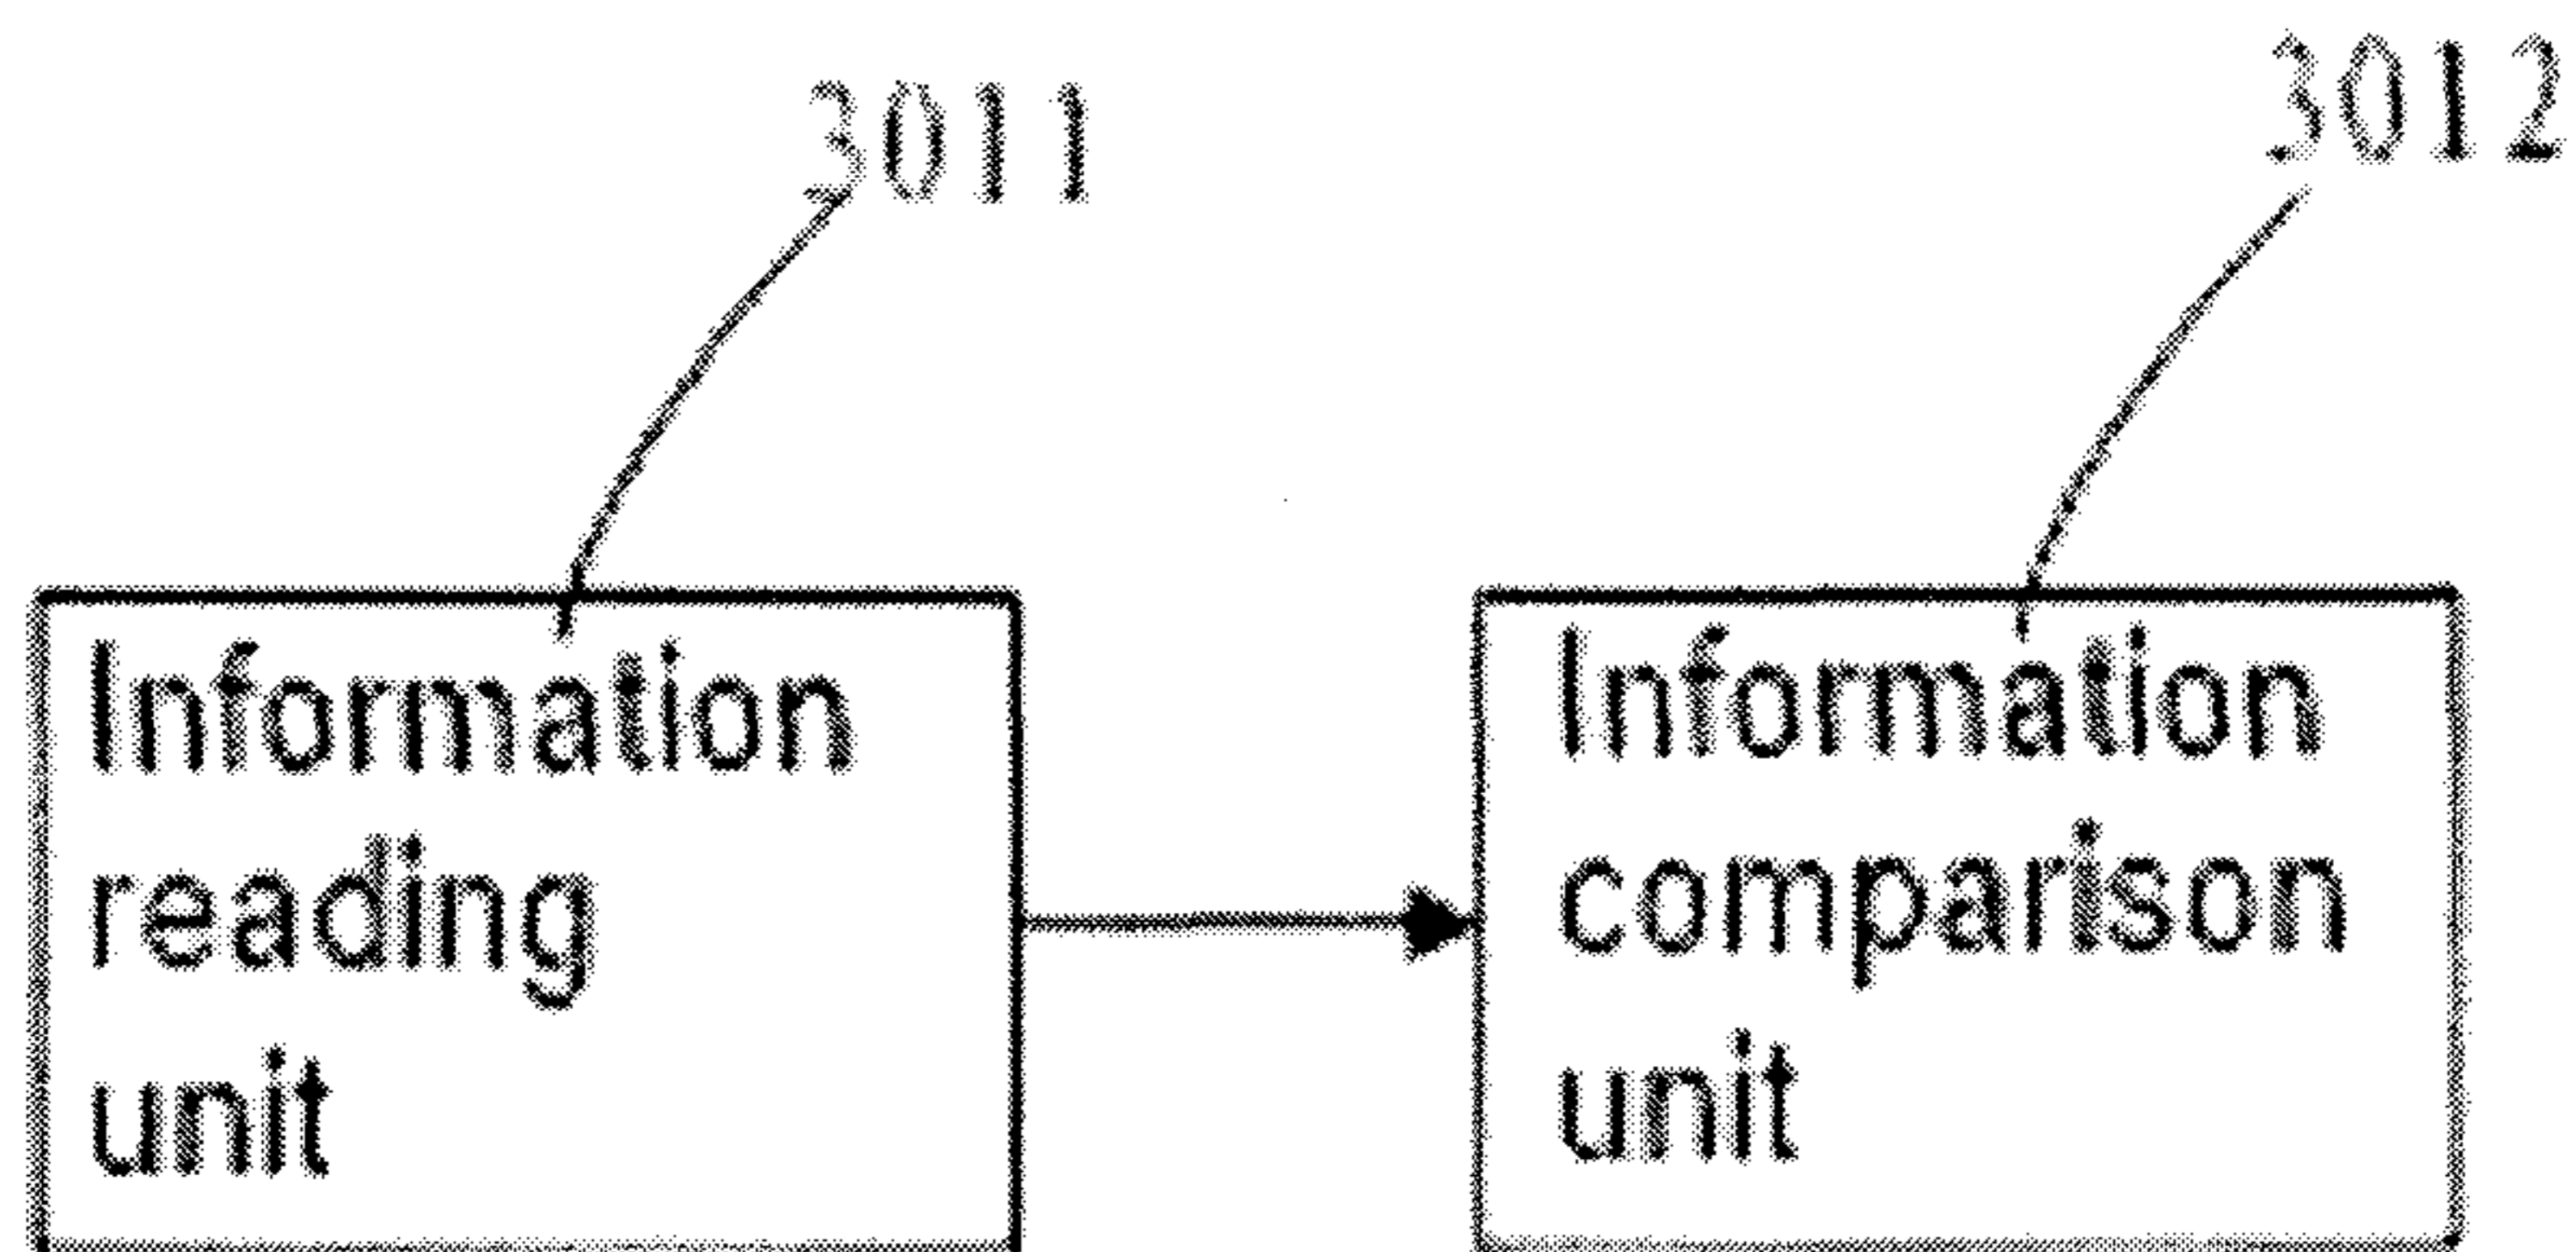 3011
3012
Information
reading
unit
Information
comparison
unit